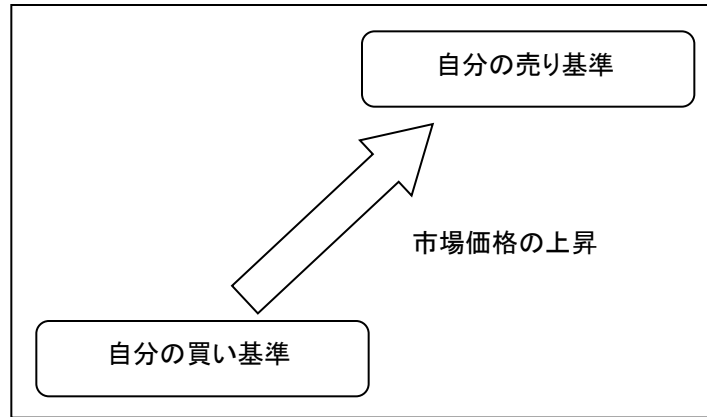 自分の売り基準
市場価格の上昇
自分の買い基準